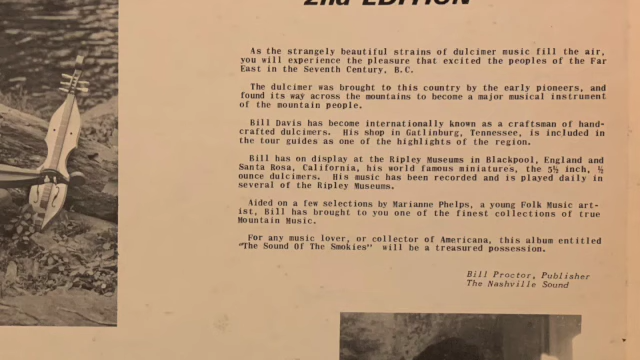 2nd EDITION
As the strangely beautiful strains of dulcimer music fill the air,
you will experience the pleasure that excited the peoples of the Far
East in the Seventh Century, B.C.
The dulcimer was brought to this country by the early pioneers, and
found its way across the mountains to become a major musical instrument
of the mountain people.
Bill Davis has become internationally known as a craftsman of hand-
crafted dulcimers. His shop in Gatlinburg, Tennessee, is included in
the tour guides as one of the highlights of the region.
Bill has on display at the Ripley Museums in Blackpool, England and
Santa Rosa, California, his world famous miniatures, the 5½ inch, ½
ounce dulcimers. His music has been recorded and is played daily in
several of the Ripley Museums.
Aided on a few selections by Marianne Phelps, a young Folk Music art-
ist, Bill has brought to you one of the finest collections of true
Mountain Music.
For any music lover, or collector of Americana, this album entitled
"The Sound Of The Smokies" will be a treasured possession.
Bill Proctor, Publisher
The Nashville Sound